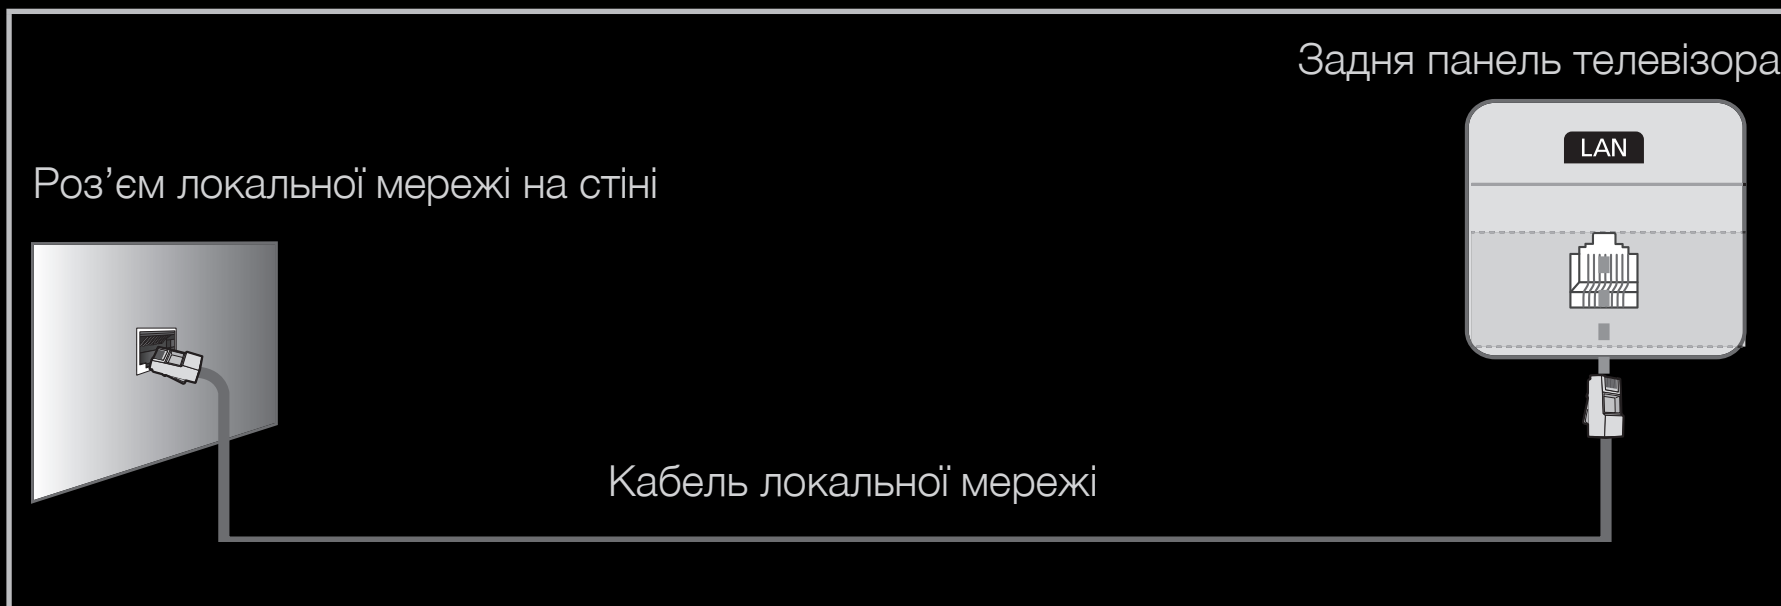 Задня панель телевізора
LAN
Роз’єм локальної мережі на стіні
Кабель локальної мережі